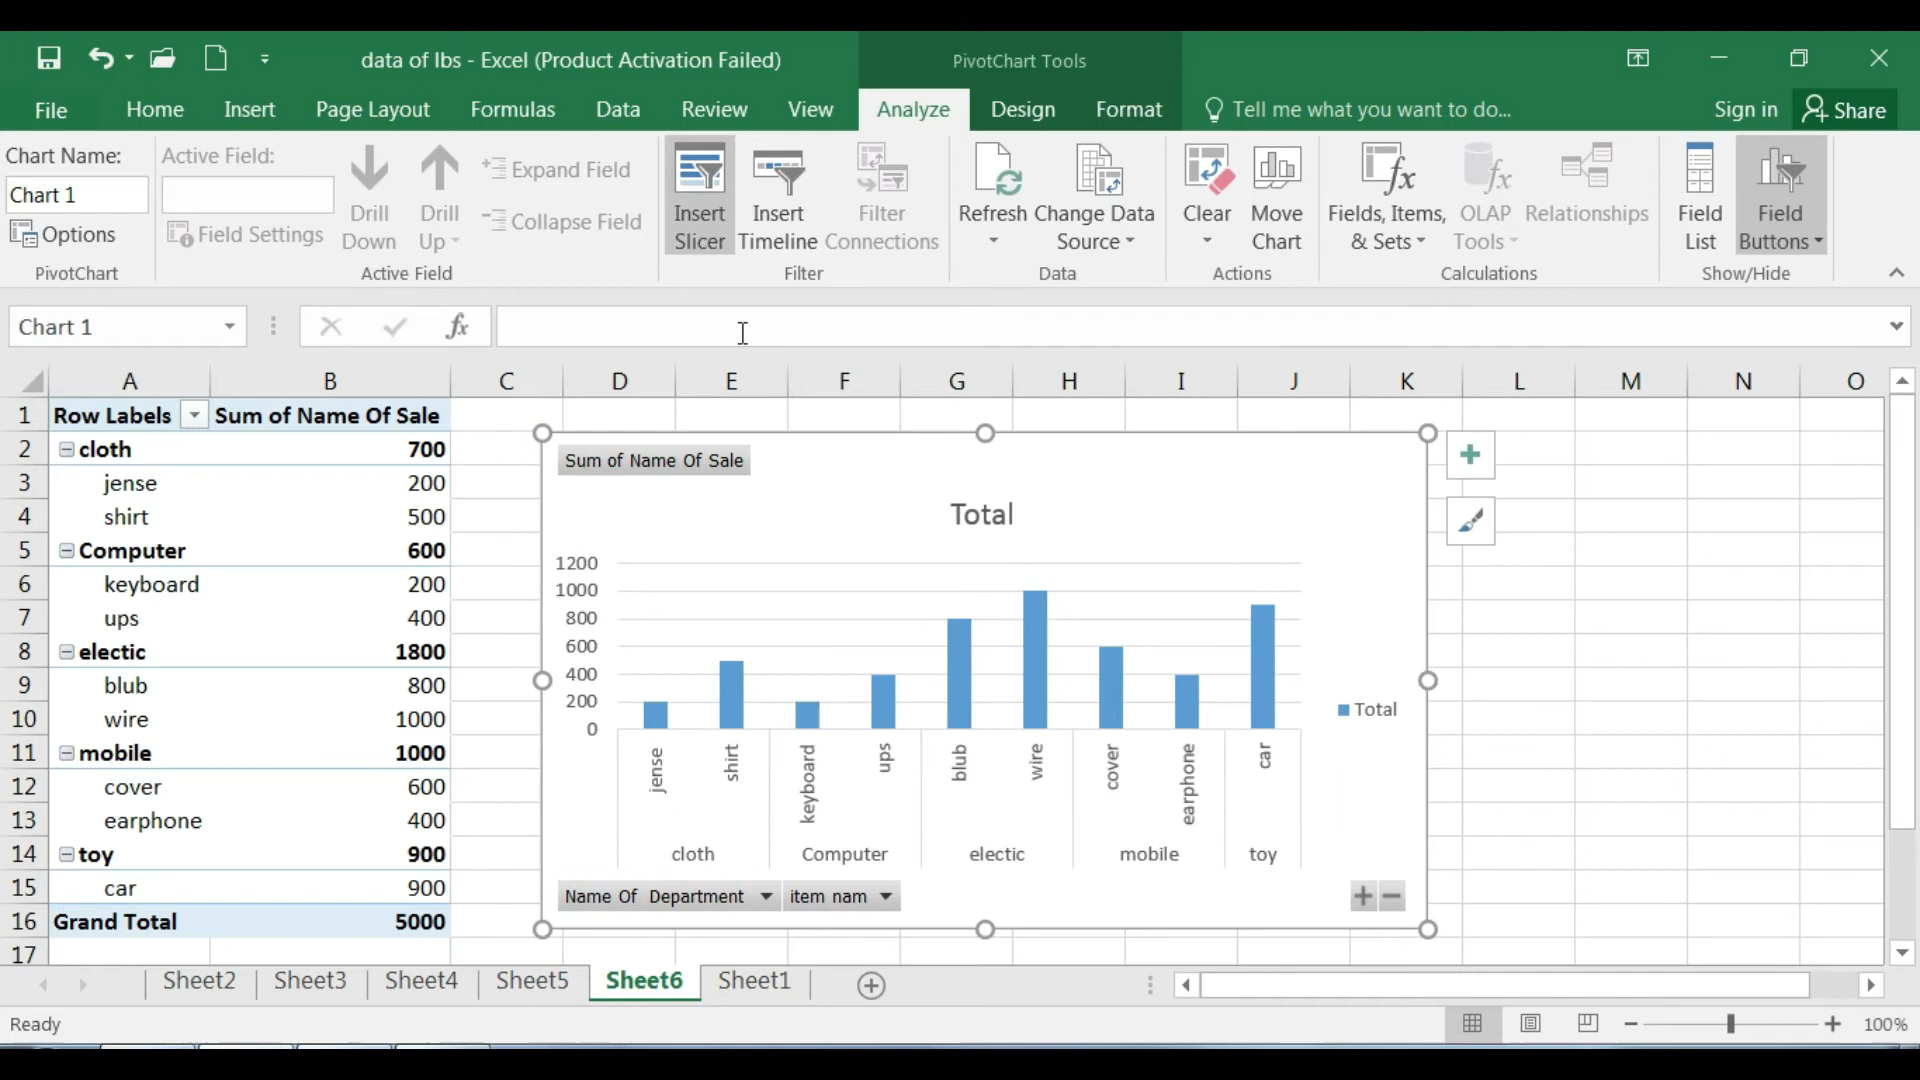 data of lbs - Excel (Product Activation Failed)
PivotChart Tools
File Home Insert Page Layout Formulas Data Review View Analyze Design Format Tell me what you want to do... Sign in Share
Chart Name:
Chart 1
Options
PivotChart
Active Field:
Field Settings
Drill Down
Drill Up
Expand Field
Collapse Field
Active Field
Insert Slicer
Insert Timeline
Filter Connections
Filter
Refresh
Change Data Source
Data
Clear
Move Chart
Actions
Fields, Items, & Sets
OLAP Tools
Relationships
Calculations
Field List
Field Buttons
Show/Hide
Chart 1
fx
A B C D E F G H I J K L M N O
1 Row Labels Sum of Name Of Sale
2 cloth 700
3 jense 200
4 shirt 500
5 Computer 600
6 keyboard 200
7 ups 400
8 electic 1800
9 blub 800
10 wire 1000
11 mobile 1000
12 cover 600
13 earphone 400
14 toy 900
15 car 900
16 Grand Total 5000
17
Sum of Name Of Sale
Total
1200
1000
800
600
400
200
0
Total
jense shirt keyboard ups blub wire cover earphone car
cloth Computer electic mobile toy
Name Of Department item nam
Sheet2 Sheet3 Sheet4 Sheet5 Sheet6 Sheet1
Ready
100%